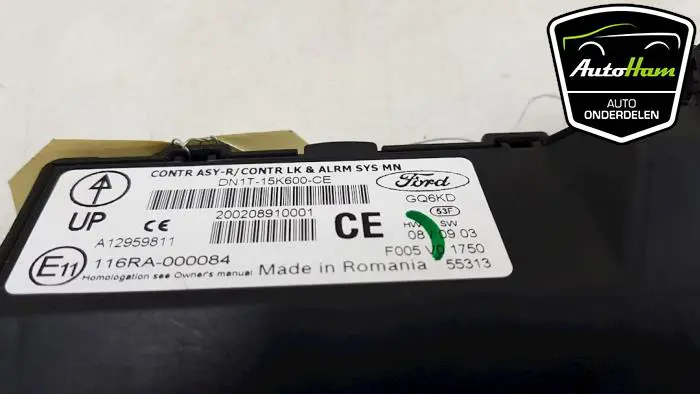 AutoHam
AUTO
ONDERDELEN
CONTR ASY-R/CONTR LK & ALRM SYS MN
DN1T-15K600-CE
Ford
GQ6KD
UP
CE
200208910001
CE
53F
HW SW
A12959811
08 09.03
F005 V0 1750
E11
116RA-000084
Made in Romania
55313
Homologation see Owner's manual